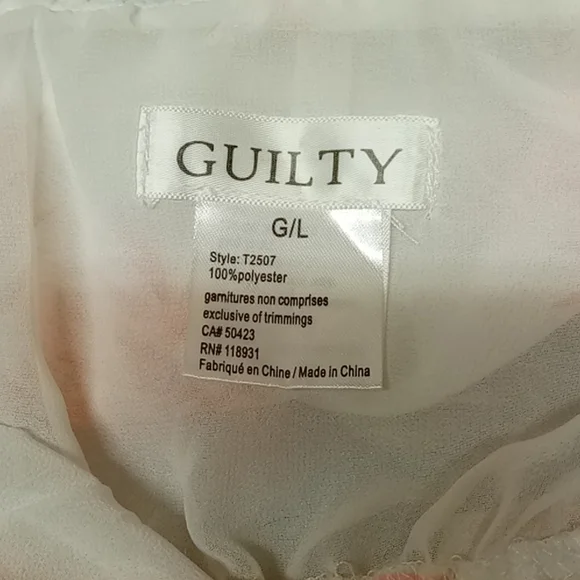 GUILTY
G/L
Style: T2507
100%polyester
garnitures non comprises
exclusive of trimmings
CA# 50423
RN# 118931
Fabriqué en Chine / Made in China